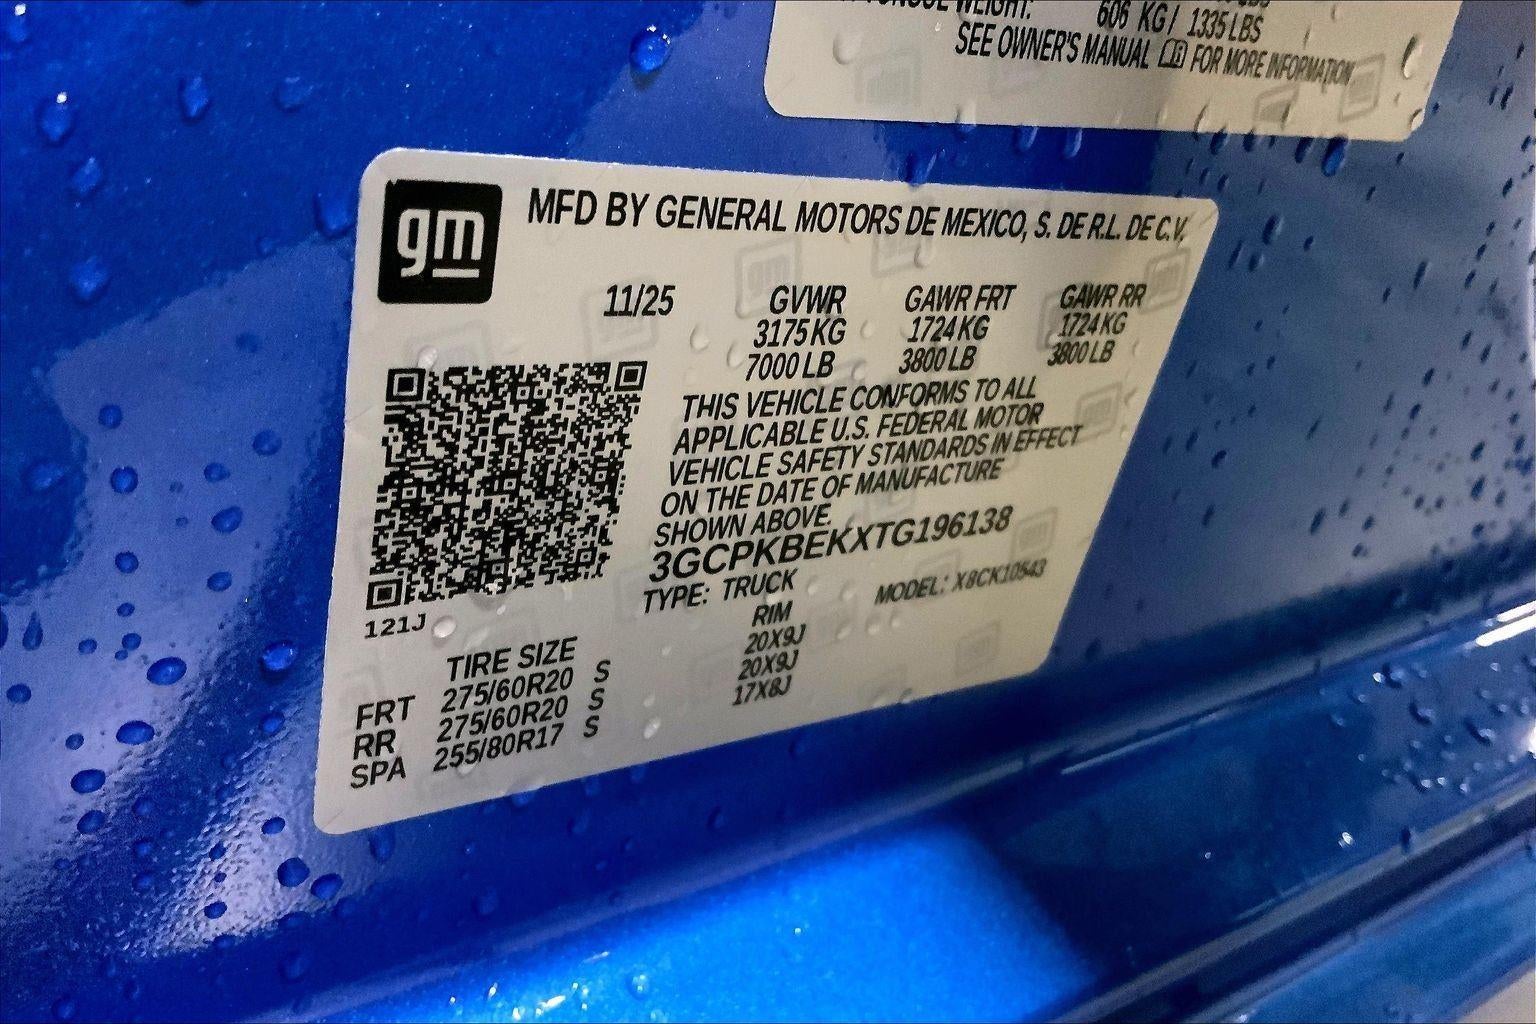 TONGUE WEIGHT: 606 KG / 1335 LBS
SEE OWNER'S MANUAL FOR MORE INFORMATION
gm
MFD BY GENERAL MOTORS DE MEXICO, S. DE R.L. DE C.V.
11/25 GVWR GAWR FRT GAWR RR
3175 KG 1724 KG 1724 KG
7000 LB 3800 LB 3800 LB
THIS VEHICLE CONFORMS TO ALL
APPLICABLE U.S. FEDERAL MOTOR
VEHICLE SAFETY STANDARDS IN EFFECT
ON THE DATE OF MANUFACTURE
SHOWN ABOVE.
3GCPKBEKXTG196138
TYPE: TRUCK MODEL: X8CK10543
121J
TIRE SIZE RIM
FRT 275/60R20 S 20X9J
RR 275/60R20 S 20X9J
SPA 255/80R17 S 17X8J